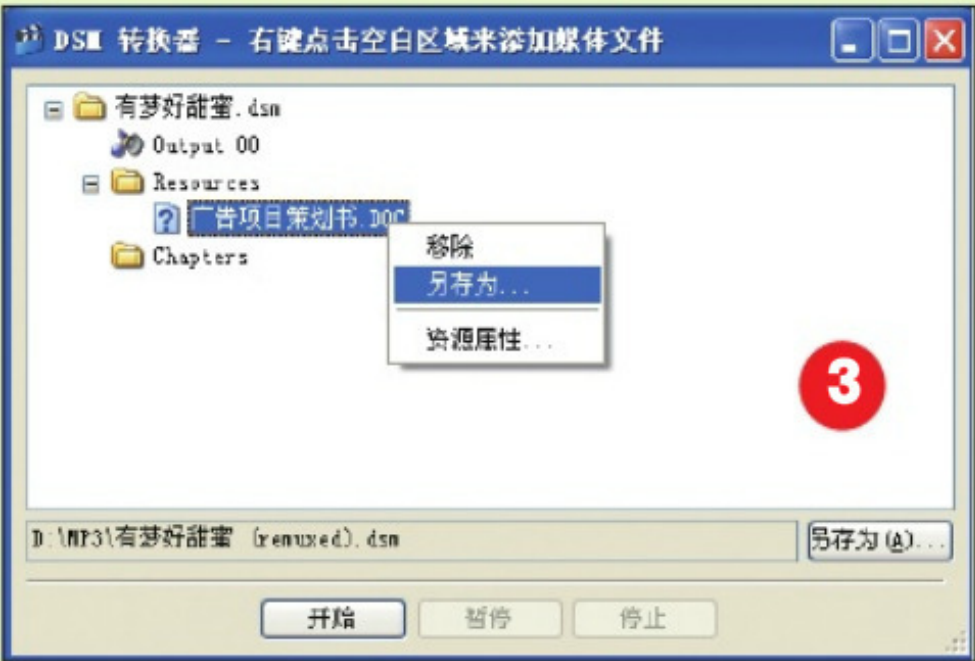 DSM 转换器 - 右键点击空白区域来添加媒体文件
有梦好甜蜜.dsm
Output 00
Resources
广告项目策划书.DOC
移除
Chapters
另存为...
资源属性...
3
D:\MP3\有梦好甜蜜 (remuxed).dsm
另存为(A)...
开始
暂停
停止